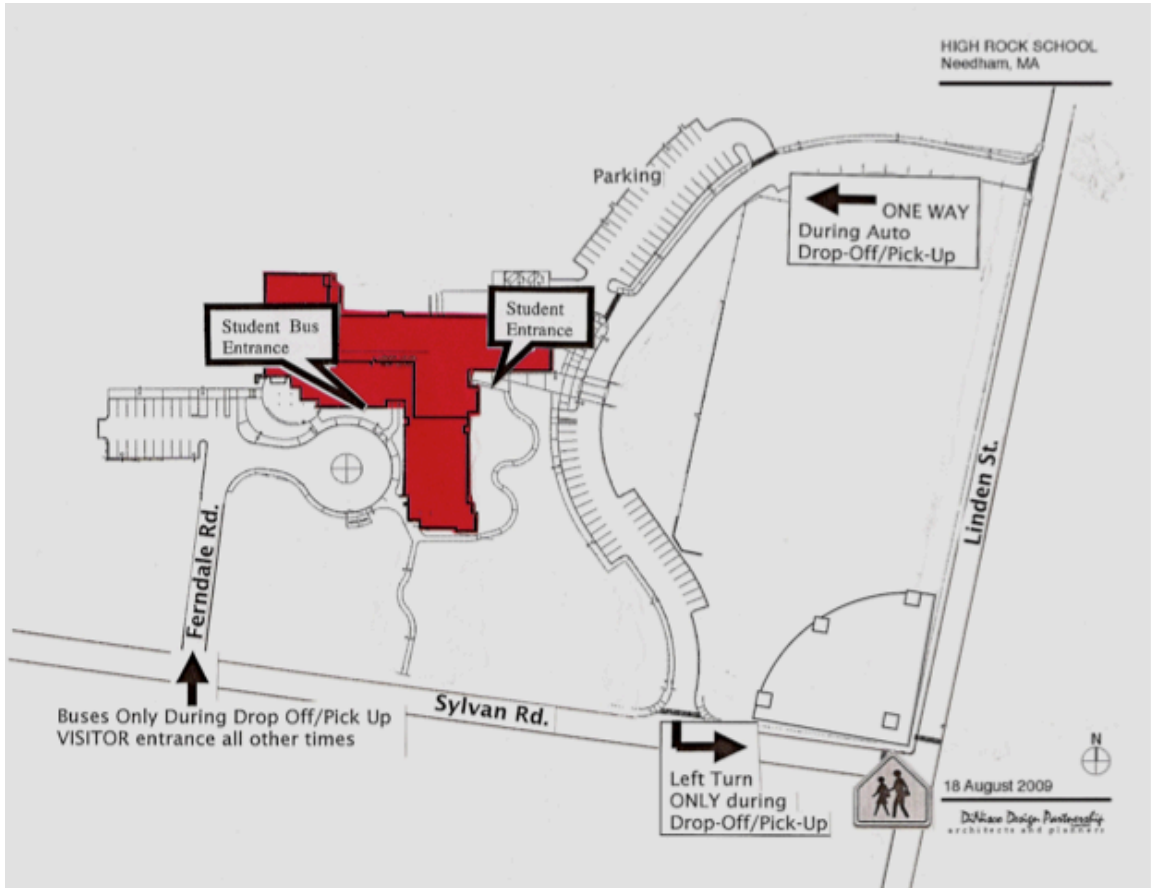 HIGH ROCK SCHOOL
Needham, MA
Parking
ONE WAY
During Auto
Drop-Off/Pick-Up
Student Bus
Entrance
Student
Entrance
Linden St.
Ferndale Rd.
Sylvan Rd.
Buses Only During Drop Off/Pick Up
VISITOR entrance all other times
Left Turn
ONLY during
Drop-Off/Pick-Up
N
18 August 2009
DiNisco Design Partnership
architects and planners